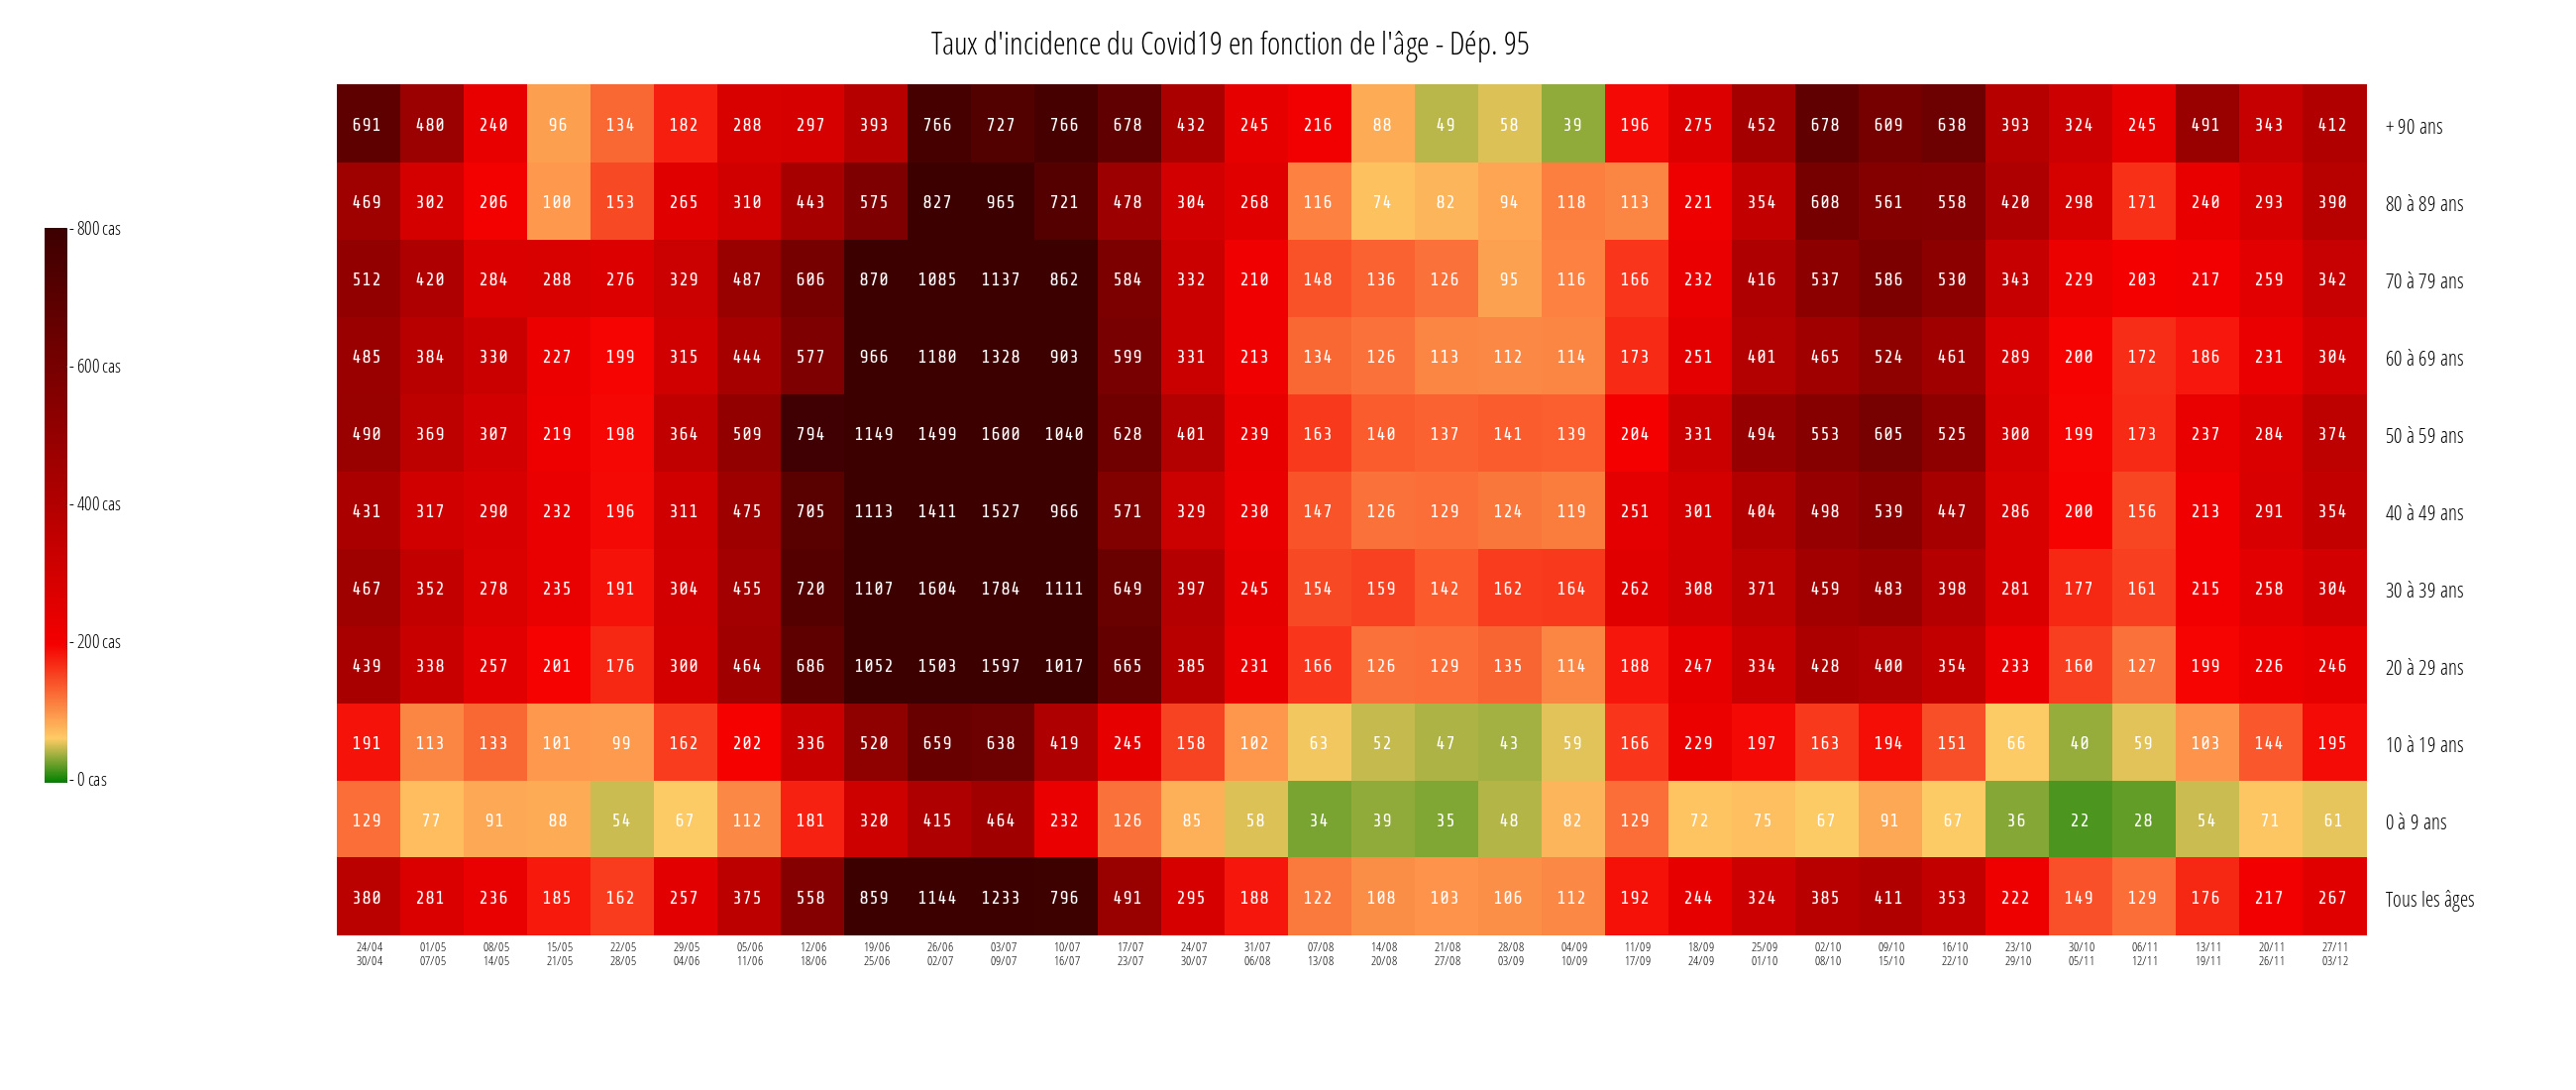 Taux d'incidence du Covid19 en fonction de l'âge - Dép. 95
691 480 240 96 134 182 288 297 393 766 727 766 678 432 245 216 88 49 58 39 196 275 452 678 609 638 393 324 245 491 343 412 + 90 ans
469 302 206 100 153 265 310 443 575 827 965 721 478 304 268 116 74 82 94 118 113 221 354 608 561 558 420 298 171 240 293 390 80 à 89 ans
512 420 284 288 276 329 487 606 870 1085 1137 862 584 332 210 148 136 126 95 116 166 232 416 537 586 530 343 229 203 217 259 342 70 à 79 ans
485 384 330 227 199 315 444 577 966 1180 1328 903 599 331 213 134 126 113 112 114 173 251 401 465 524 461 289 200 172 186 231 304 60 à 69 ans
490 369 307 219 198 364 509 794 1149 1499 1600 1040 628 401 239 163 140 137 141 139 204 331 494 553 605 525 300 199 173 237 284 374 50 à 59 ans
431 317 290 232 196 311 475 705 1113 1411 1527 966 571 329 230 147 126 129 124 119 251 301 404 498 539 447 286 200 156 213 291 354 40 à 49 ans
467 352 278 235 191 304 455 720 1107 1604 1784 1111 649 397 245 154 159 142 162 164 262 308 371 459 483 398 281 177 161 215 258 304 30 à 39 ans
439 338 257 201 176 300 464 686 1052 1503 1597 1017 665 385 231 166 126 129 135 114 188 247 334 428 400 354 233 160 127 199 226 246 20 à 29 ans
191 113 133 101 99 162 202 336 520 659 638 419 245 158 102 63 52 47 43 59 166 229 197 163 194 151 66 40 59 103 144 195 10 à 19 ans
129 77 91 88 54 67 112 181 320 415 464 232 126 85 58 34 39 35 48 82 129 72 75 67 91 67 36 22 28 54 71 61 0 à 9 ans
380 281 236 185 162 257 375 558 859 1144 1233 796 491 295 188 122 108 103 106 112 192 244 324 385 411 353 222 149 129 176 217 267 Tous les âges
24/04 01/05 08/05 15/05 22/05 29/05 05/06 12/06 19/06 26/06 03/07 10/07 17/07 24/07 31/07 07/08 14/08 21/08 28/08 04/09 11/09 18/09 25/09 02/10 09/10 16/10 23/10 30/10 06/11 13/11 20/11 27/11
30/04 07/05 14/05 21/05 28/05 04/06 11/06 18/06 25/06 02/07 09/07 16/07 23/07 30/07 06/08 13/08 20/08 27/08 03/09 10/09 17/09 24/09 01/10 08/10 15/10 22/10 29/10 05/11 12/11 19/11 26/11 03/12
- 800 cas
- 600 cas
- 400 cas
- 200 cas
- 0 cas